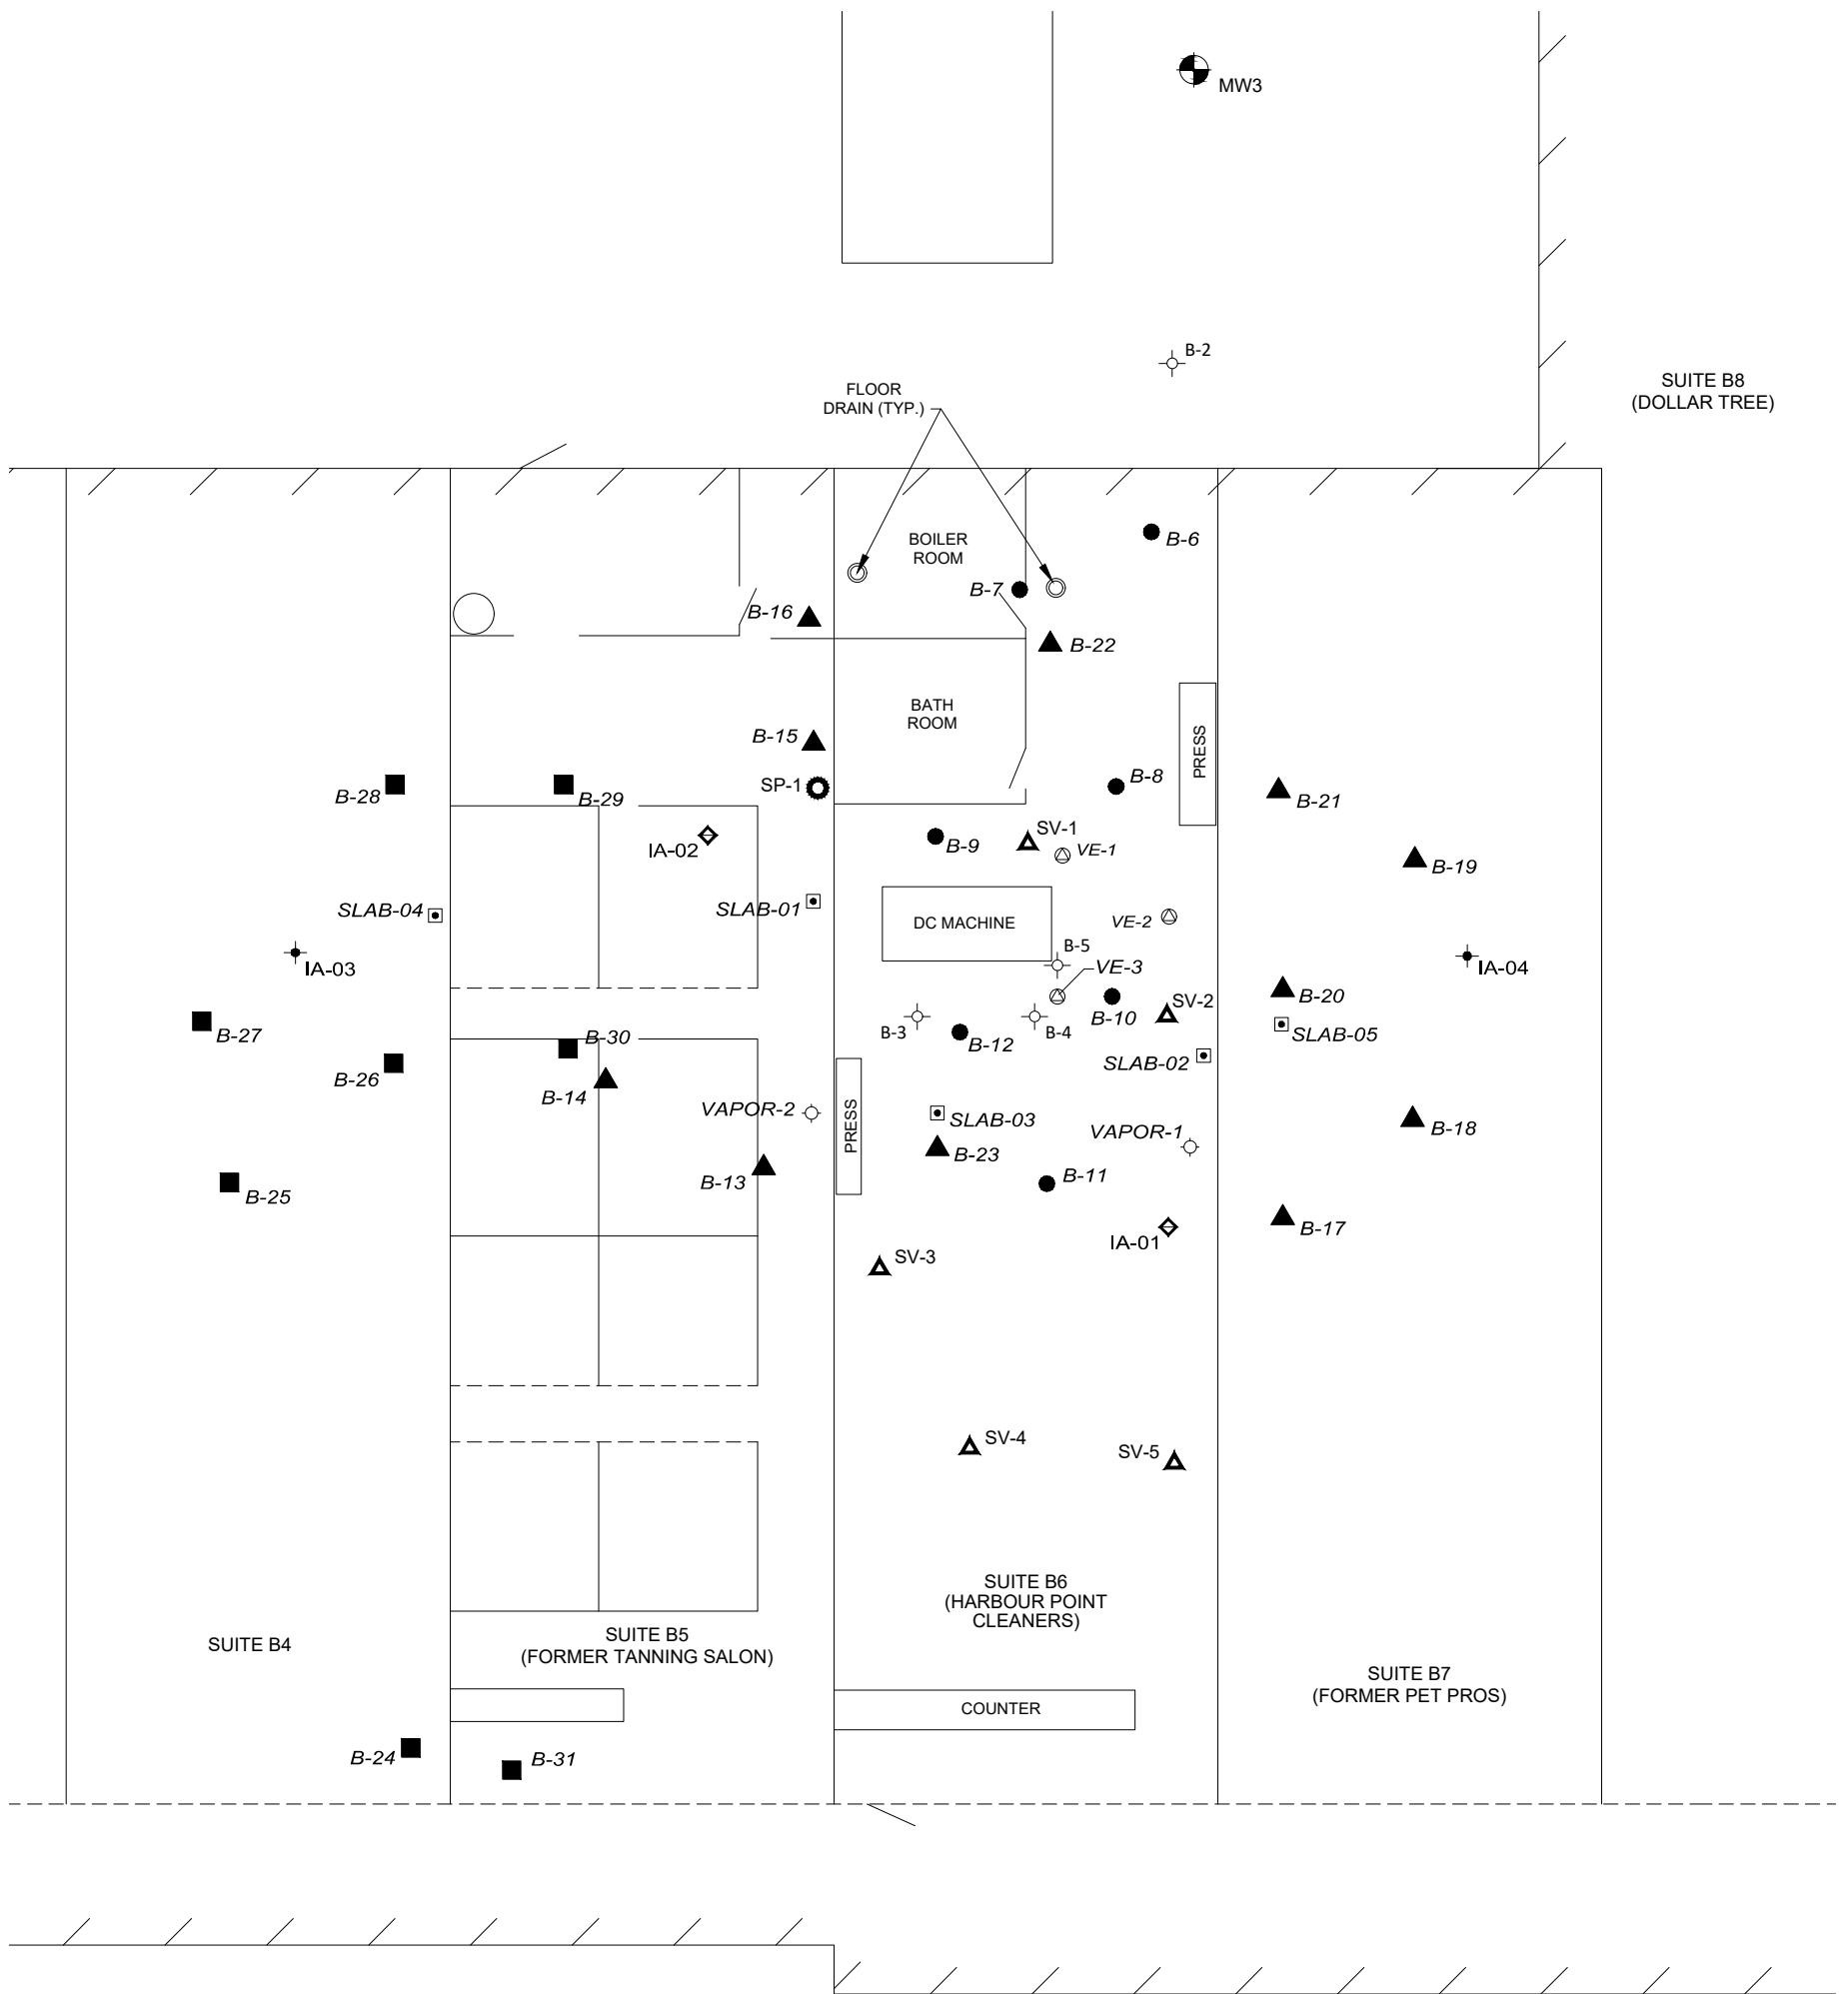 MW3
B-2
SUITE B8
(DOLLAR TREE)
FLOOR
DRAIN (TYP.)
BOILER
ROOM
B-6
B-7
B-16
B-22
BATH
ROOM
PRESS
B-15
SP-1
B-28
B-29
B-8
B-21
IA-02
B-9
SV-1
VE-1
B-19
SLAB-04
SLAB-01
DC MACHINE
VE-2
B-5
IA-03
VE-3
IA-04
B-27
B-30
B-3
B-12
B-4
B-10
SV-2
B-20
SLAB-05
B-26
B-14
SLAB-02
VAPOR-2
PRESS
SLAB-03
VAPOR-1
B-18
B-23
B-25
B-13
B-11
IA-01
B-17
SV-3
SV-4
SV-5
SUITE B6
(HARBOUR POINT
CLEANERS)
SUITE B4
SUITE B5
(FORMER TANNING SALON)
SUITE B7
(FORMER PET PROS)
COUNTER
B-24
B-31